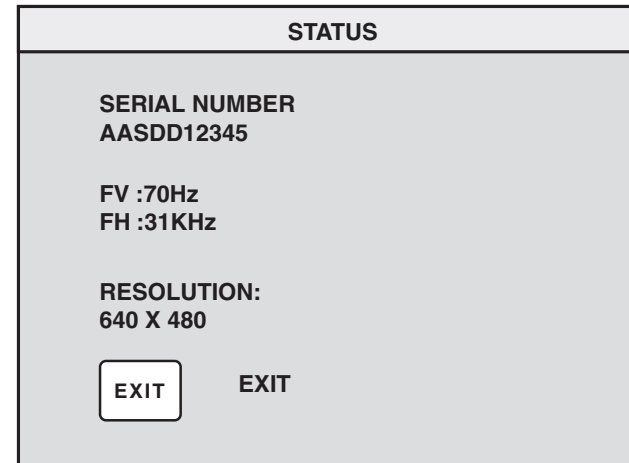 STATUS
SERIAL NUMBER
AASDD12345
FV :70Hz
FH :31KHz
RESOLUTION:
640 X 480
EXIT EXIT